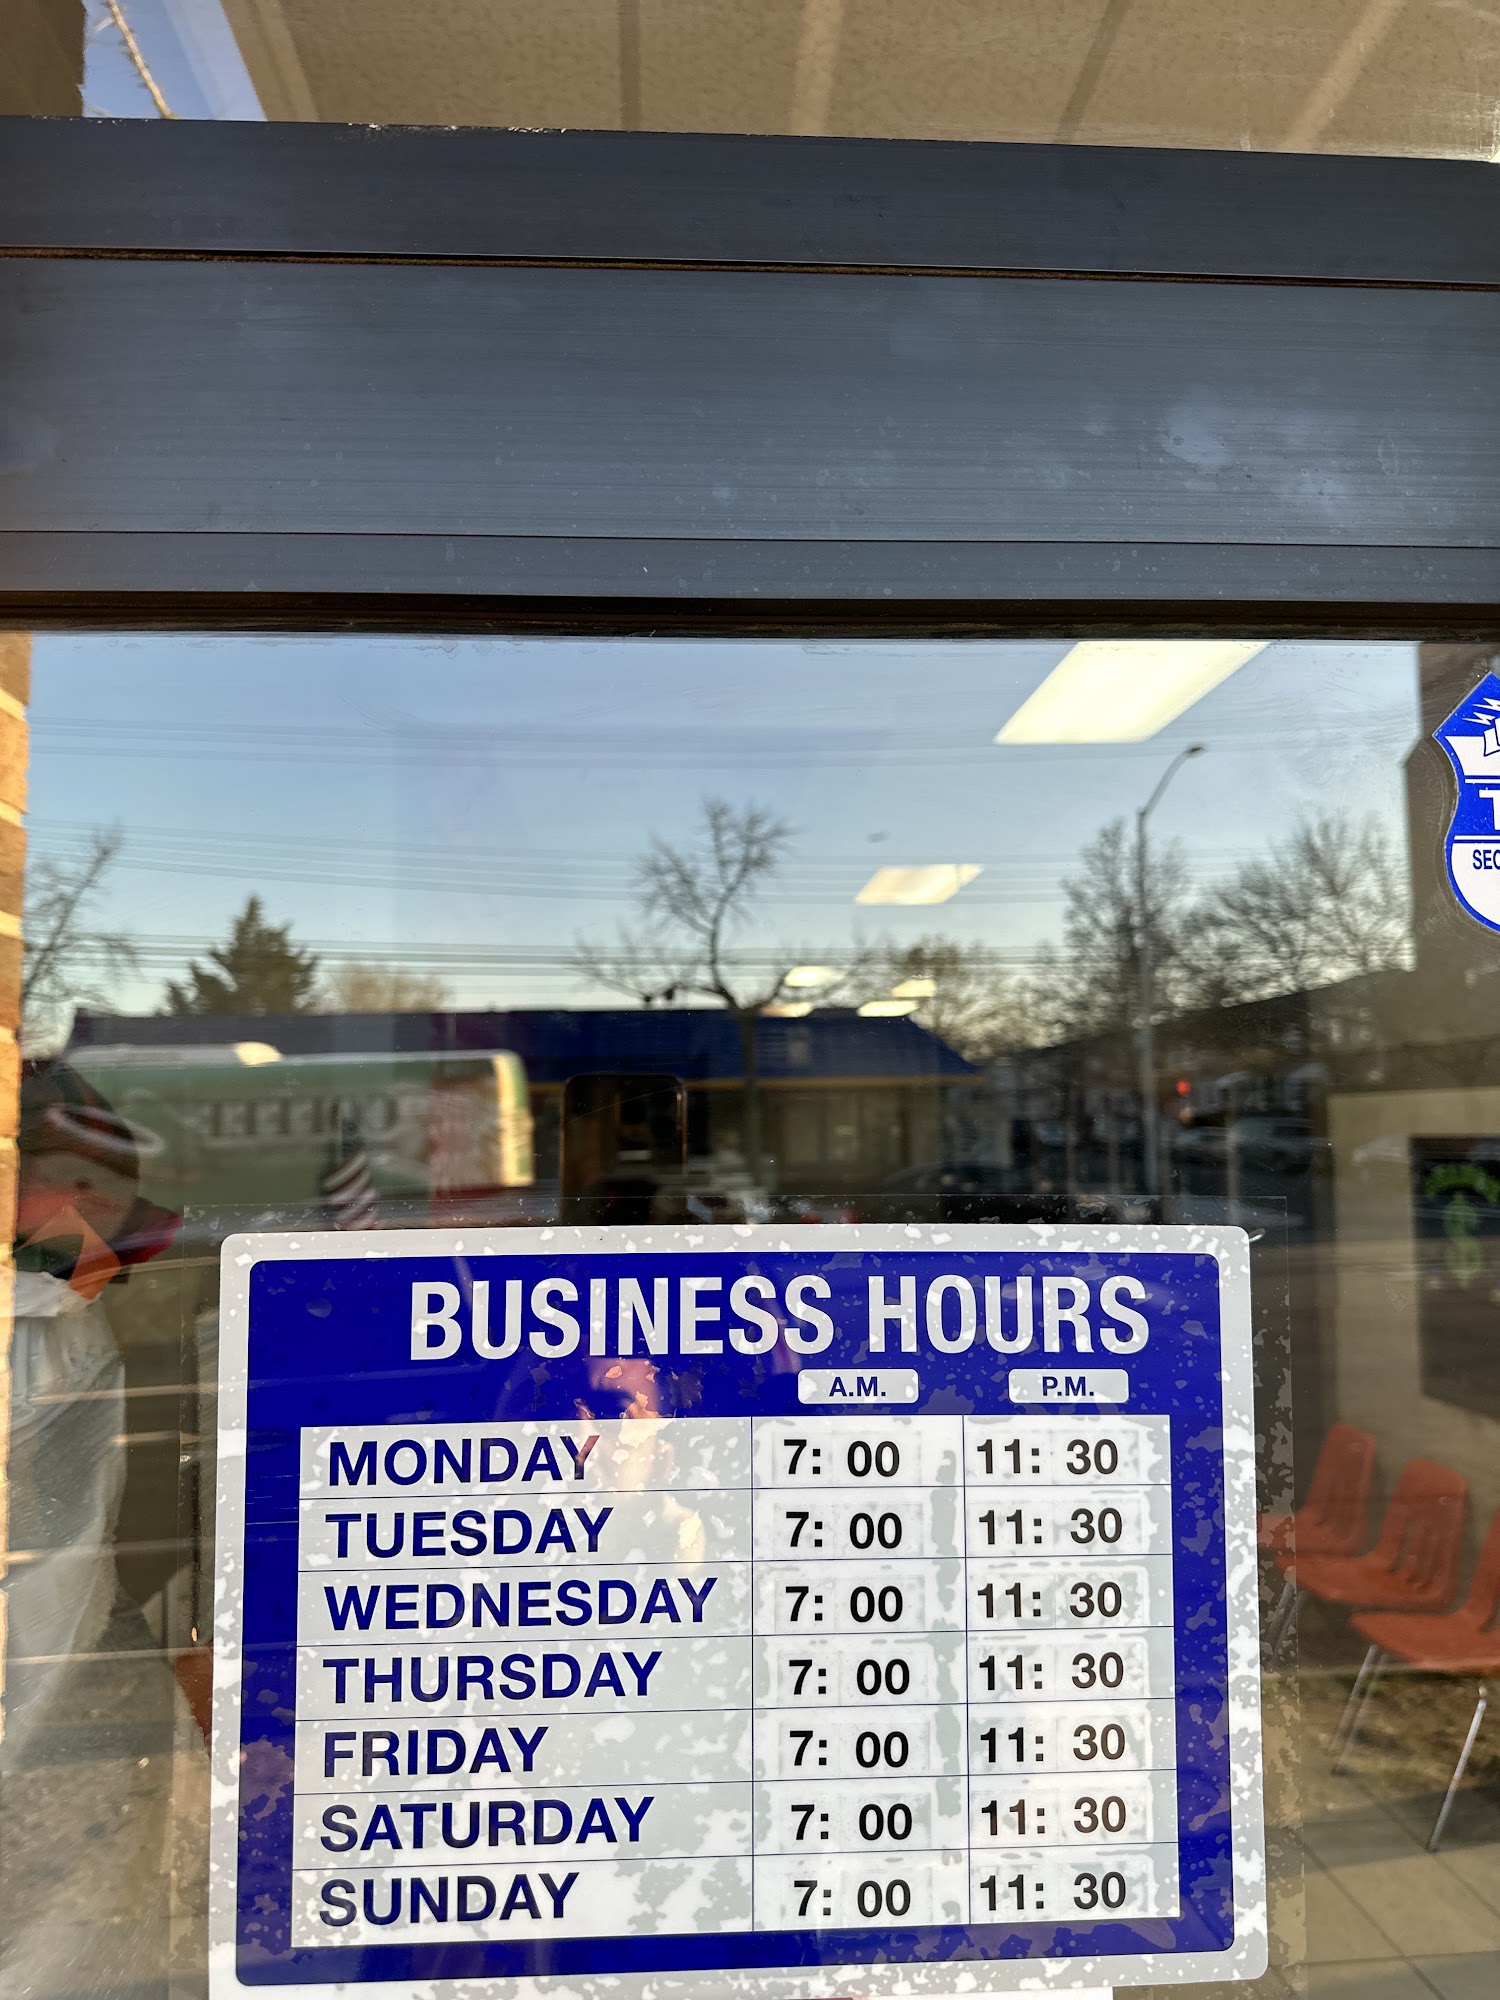 BUSINESS HOURS
A.M. P.M.
MONDAY 7: 00 11: 30
TUESDAY 7: 00 11: 30
WEDNESDAY 7: 00 11: 30
THURSDAY 7: 00 11: 30
FRIDAY 7: 00 11: 30
SATURDAY 7: 00 11: 30
SUNDAY 7: 00 11: 30